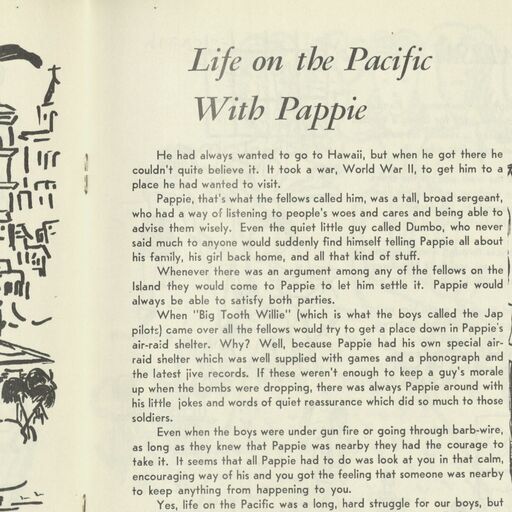 Life on the Pacific
With Pappie
He had always wanted to go to Hawaii, but when he got there he
couldn't quite believe it. It took a war, World War II, to get him to a
place he had wanted to visit.
Pappie, that's what the fellows called him, was a tall, broad sergeant,
who had a way of listening to people's woes and cares and being able to
advise them wisely. Even the quiet little guy called Dumbo, who never
said much to anyone would suddenly find himself telling Pappie all about
his family, his girl back home, and all that kind of stuff.
Whenever there was an argument among any of the fellows on the
Island they would come to Pappie to let him settle it. Pappie would
always be able to satisfy both parties.
When "Big Tooth Willie" (which is what the boys called the Jap
pilots) came over all the fellows would try to get a place down in Pappie's
air-raid shelter. Why? Well, because Pappie had his own special air-
raid shelter which was well supplied with games and a phonograph and
the latest jive records. If these weren't enough to keep a guy's morale
up when the bombs were dropping, there was always Pappie around with
his little jokes and words of quiet reassurance which did so much to those
soldiers.
Even when the boys were under gun fire or going through barb-wire,
as long as they knew that Pappie was nearby they had the courage to
take it. It seems that all Pappie had to do was look at you in that calm,
encouraging way of his and you got the feeling that someone was nearby
to keep anything from happening to you.
Yes, life on the Pacific was a long, hard struggle for our boys, but